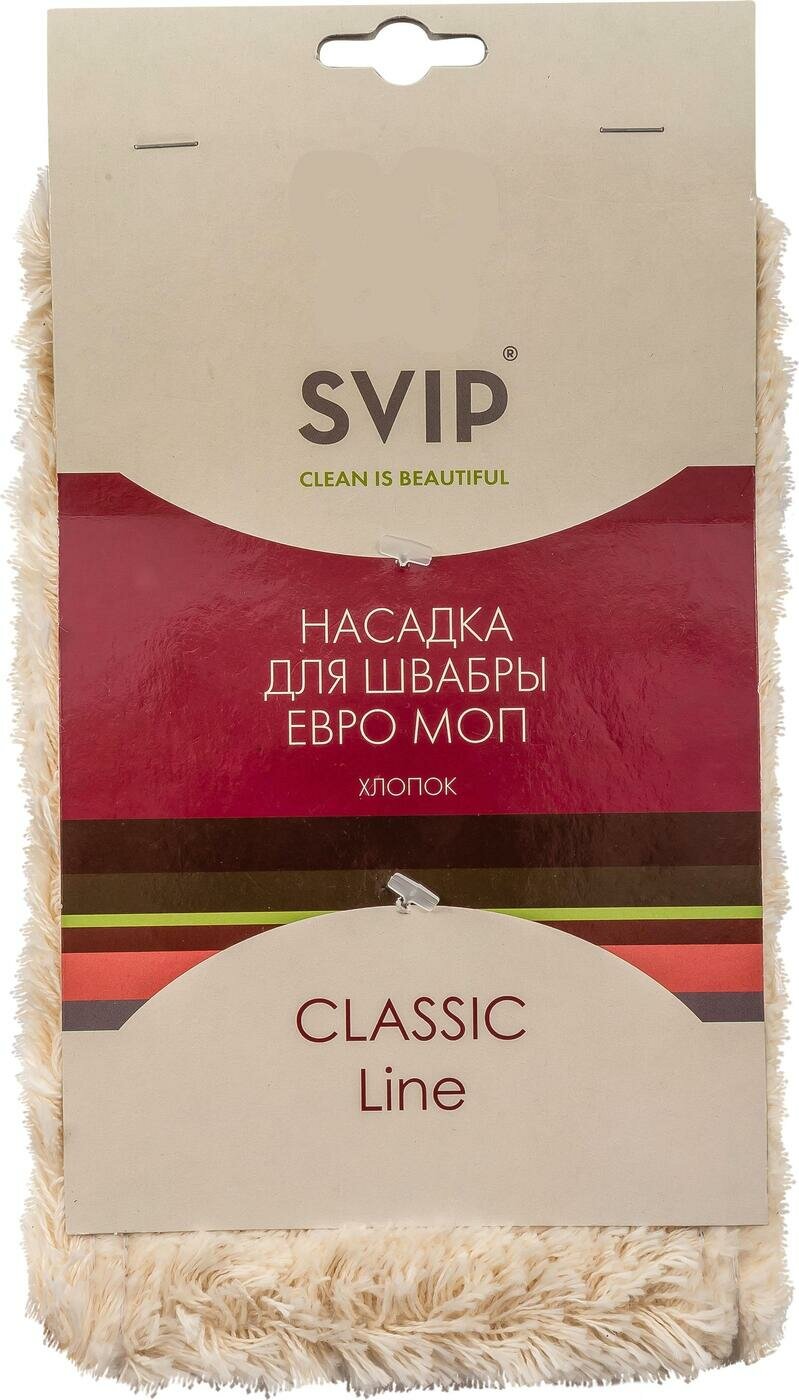 SVIP®
CLEAN IS BEAUTIFUL
НАСАДКА
ДЛЯ ШВАБРЫ
ЕВРО МОП
ХЛОПОК
CLASSIC
Line